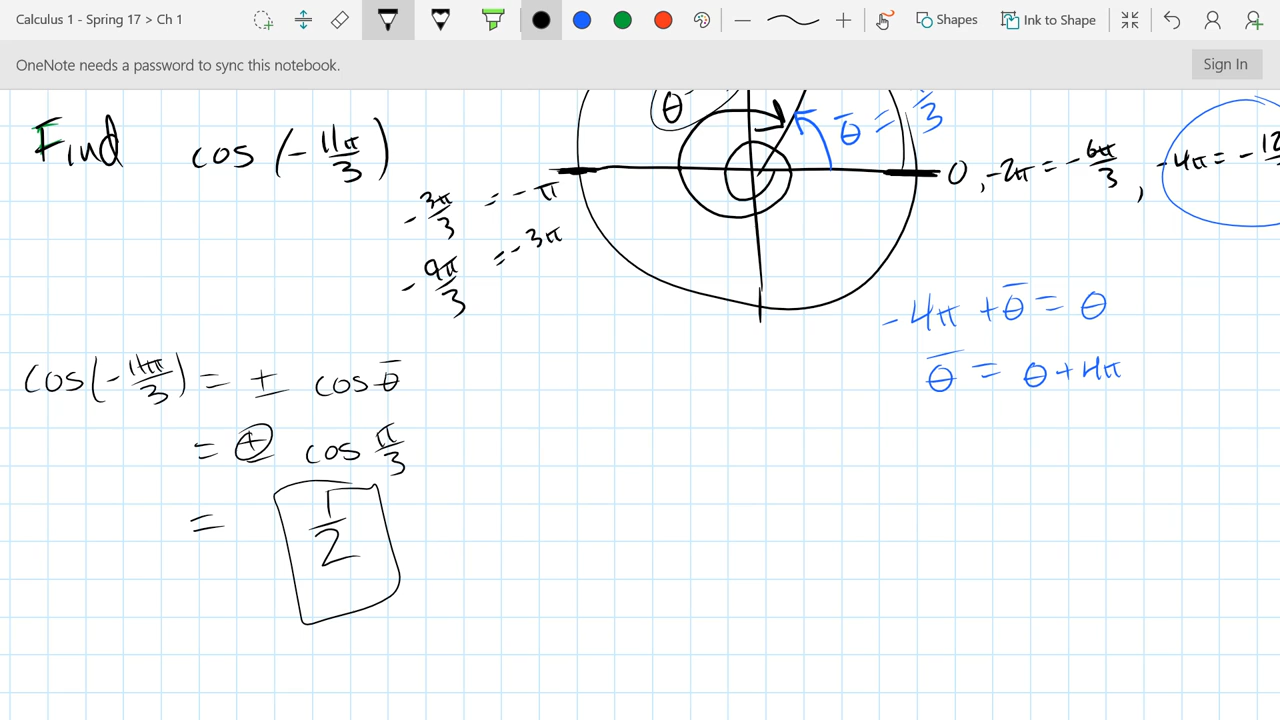 Calculus 1 - Spring 17 > Ch 1
Shapes
Ink to Shape
OneNote needs a password to sync this notebook.
Sign In
Find cos (-11π/3)
θ
θ̄ = π/3
0, -2π = -6π/3, -4π = -12
-3π/3 = -π
-9π/3 = -3π
-4π + θ̄ = θ
θ̄ = θ + 4π
cos(-11π/3) = ± cos θ̄
= + cos π/3
= 1/2